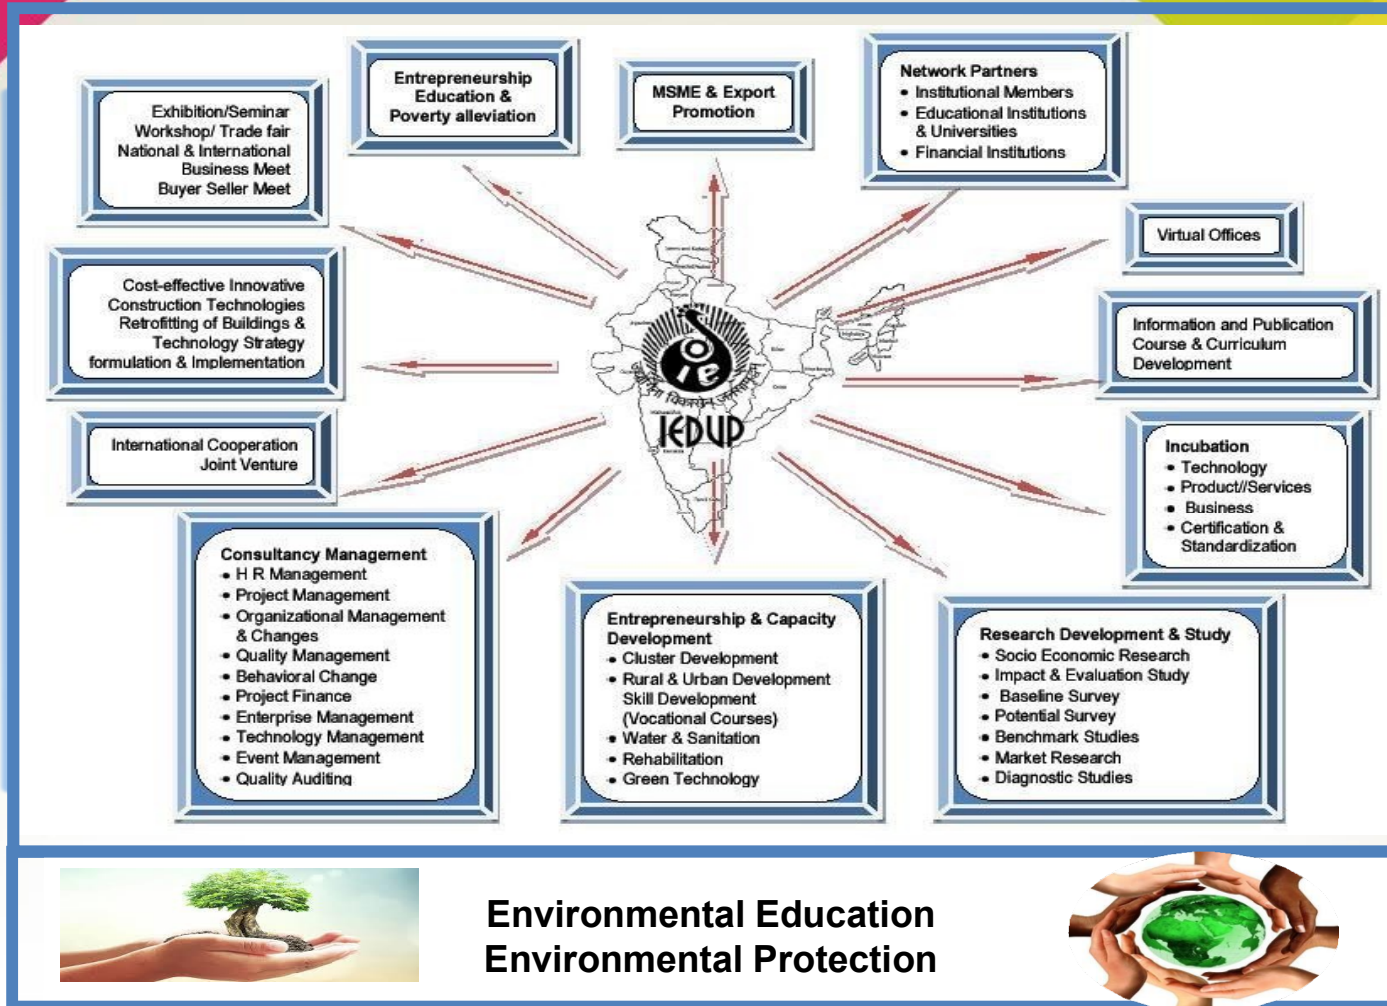 Entrepreneurship
Education &
Poverty alleviation
MSME & Export
Promotion
Network Partners
• Institutional Members
• Educational Institutions
& Universities
• Financial Institutions
Exhibition/Seminar
Workshop/ Trade fair
National & International
Business Meet
Buyer Seller Meet
Virtual Offices
Cost-effective Innovative
Construction Technologies
Retrofitting of Buildings &
Technology Strategy
formulation & Implementation
Information and Publication
Course & Curriculum
Development
IEDUP
International Cooperation
Joint Venture
Incubation
• Technology
• Product//Services
• Business
• Certification &
Standardization
Consultancy Management
• H R Management
• Project Management
• Organizational Management
& Changes
• Quality Management
• Behavioral Change
• Project Finance
• Enterprise Management
• Technology Management
• Event Management
• Quality Auditing
Entrepreneurship & Capacity
Development
• Cluster Development
• Rural & Urban Development
Skill Development
(Vocational Courses)
• Water & Sanitation
• Rehabilitation
• Green Technology
Research Development & Study
• Socio Economic Research
• Impact & Evaluation Study
• Baseline Survey
• Potential Survey
• Benchmark Studies
• Market Research
• Diagnostic Studies
Environmental Education
Environmental Protection